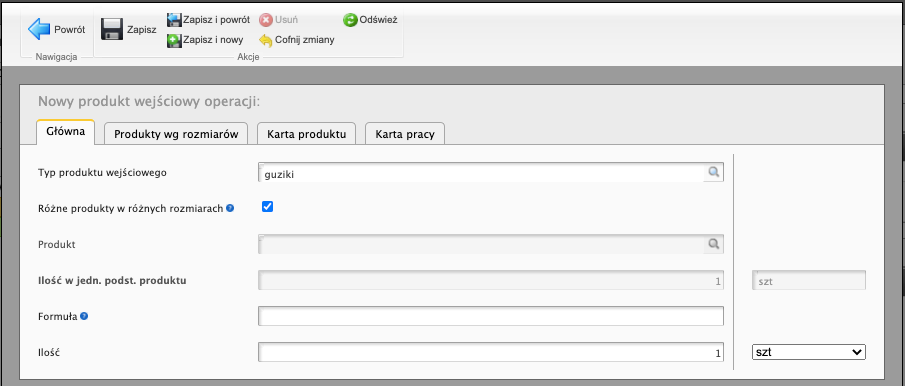 Powrót
Zapisz
Zapisz i powrót
Usuń
Odśwież
Zapisz i nowy
Cofnij zmiany
Nawigacja
Akcje
Nowy produkt wejściowy operacji:
Główna
Produkty wg rozmiarów
Karta produktu
Karta pracy
Typ produktu wejściowego
guziki
Różne produkty w różnych rozmiarach
Produkt
Ilość w jedn. podst. produktu
1
szt
Formuła
Ilość
1
szt